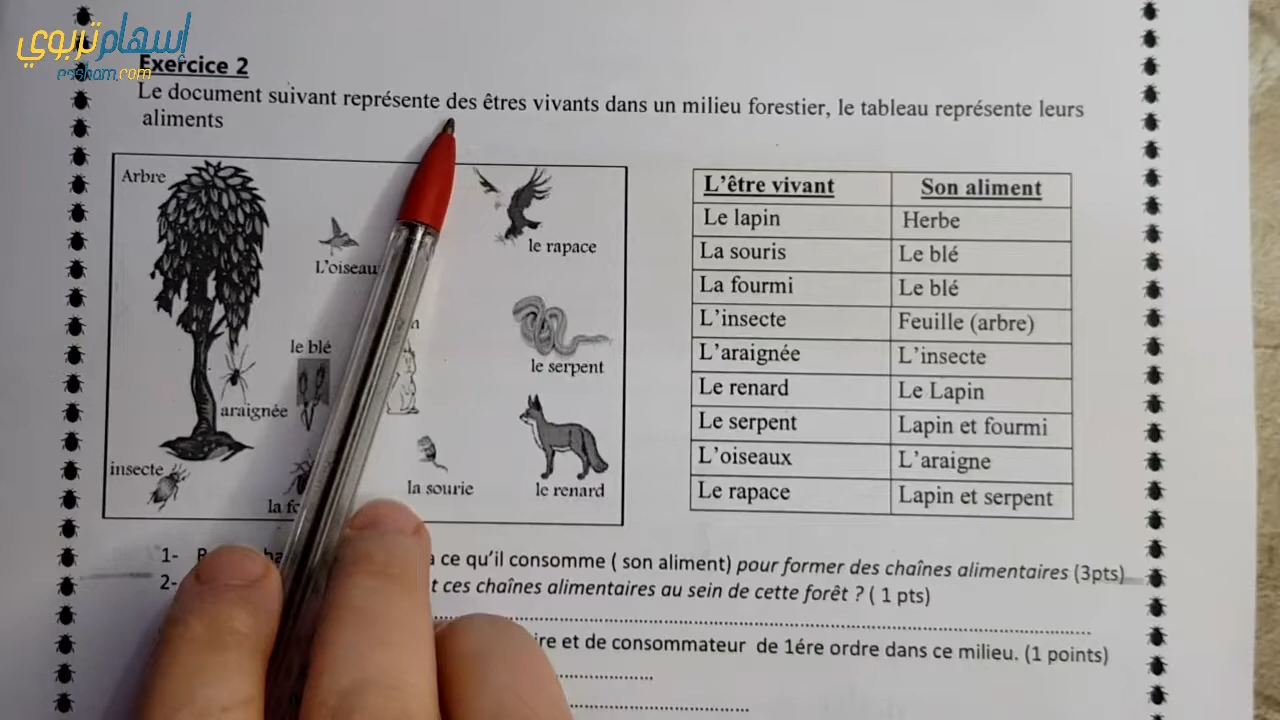 إسهام تربوي
essham.com
Exercice 2
Le document suivant représente des êtres vivants dans un milieu forestier, le tableau représente leurs
aliments
Arbre
L'oiseau
le rapace
le blé
le serpent
araignée
insecte
la sourie
le renard
L'être vivant Son aliment
Le lapin Herbe
La souris Le blé
La fourmi Le blé
L'insecte Feuille (arbre)
L'araignée L'insecte
Le renard Le Lapin
Le serpent Lapin et fourmi
L'oiseaux L'araigne
Le rapace Lapin et serpent
1- ce qu'il consomme ( son aliment) pour former des chaînes alimentaires (3pts)
2- ces chaînes alimentaires au sein de cette forêt ? ( 1 pts)
et de consommateur de 1ére ordre dans ce milieu. (1 points)